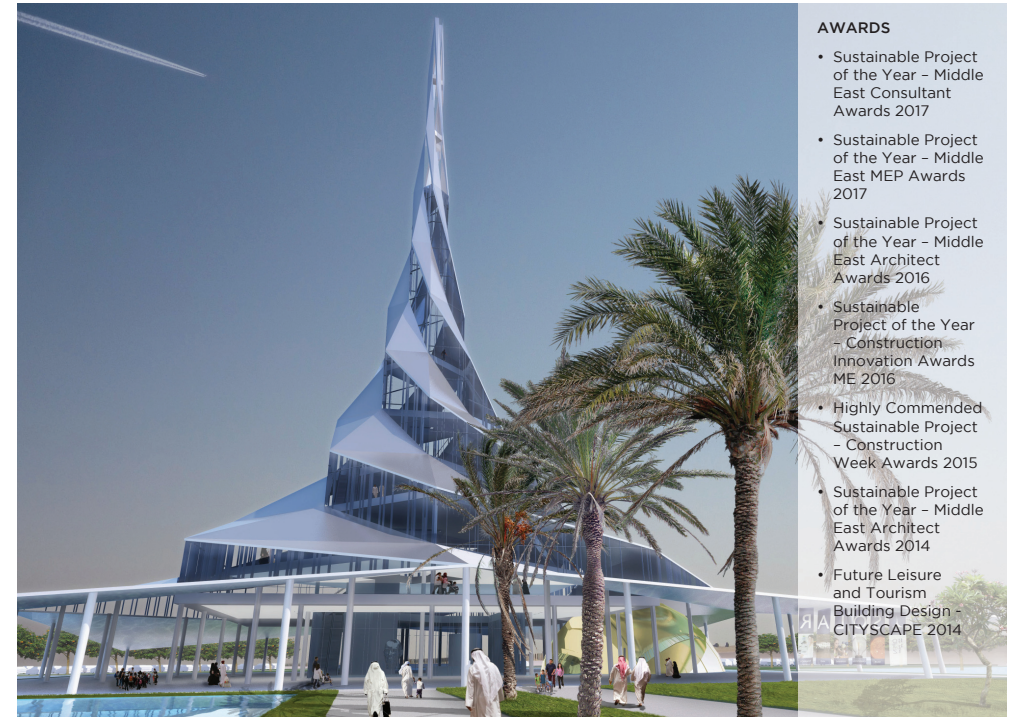 AWARDS
• Sustainable Project
of the Year – Middle
East Consultant
Awards 2017
• Sustainable Project
of the Year – Middle
East MEP Awards
2017
• Sustainable Project
of the Year – Middle
East Architect
Awards 2016
• Sustainable
Project of the Year
– Construction
Innovation Awards
ME 2016
• Highly Commended
Sustainable Project
– Construction
Week Awards 2015
• Sustainable Project
of the Year – Middle
East Architect
Awards 2014
• Future Leisure
and Tourism
Building Design -
CITYSCAPE 2014